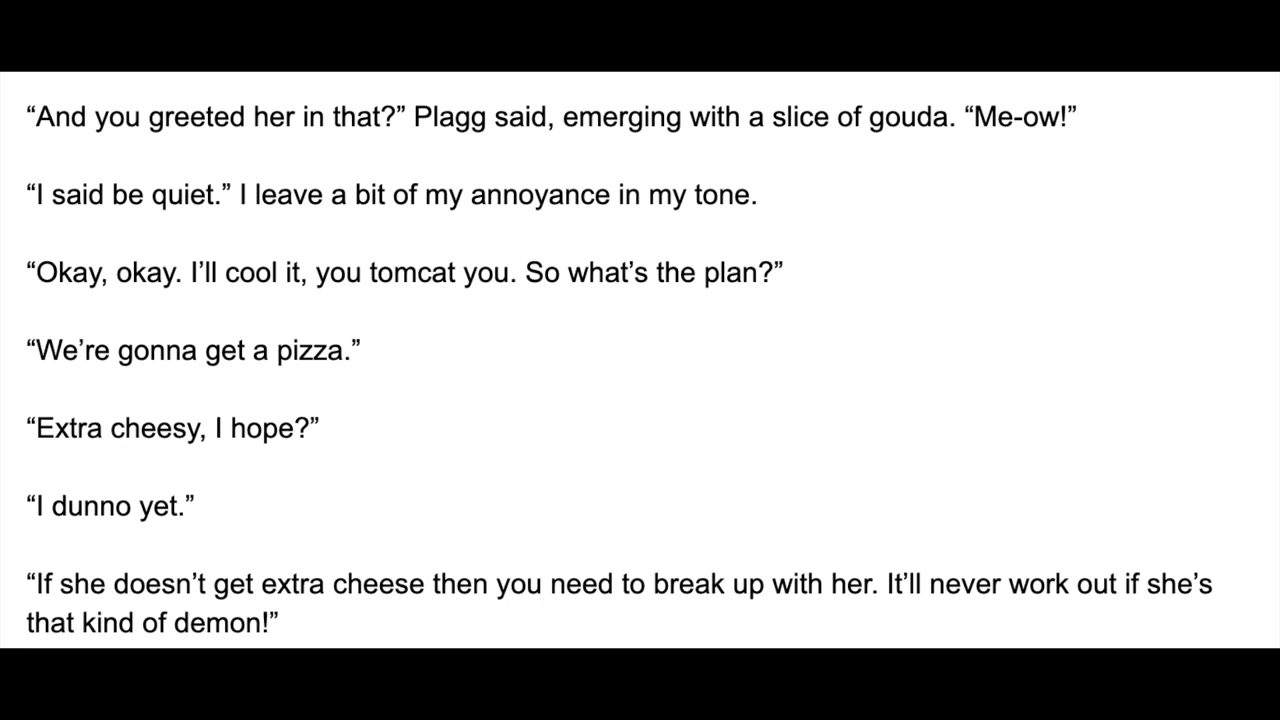 “And you greeted her in that?” Plagg said, emerging with a slice of gouda. “Me-ow!”
“I said be quiet.” I leave a bit of my annoyance in my tone.
“Okay, okay. I’ll cool it, you tomcat you. So what’s the plan?”
“We’re gonna get a pizza.”
“Extra cheesy, I hope?”
“I dunno yet.”
“If she doesn’t get extra cheese then you need to break up with her. It’ll never work out if she’s
that kind of demon!”